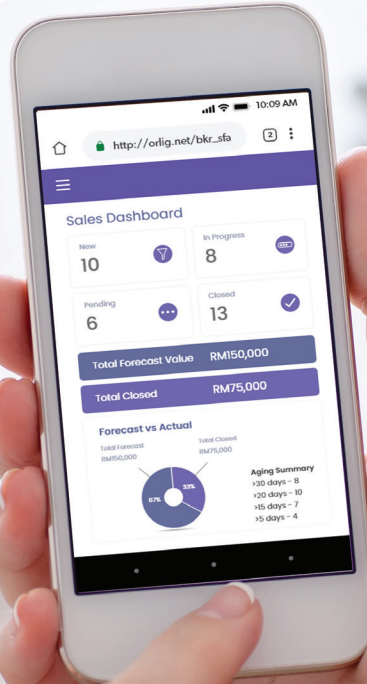 10:09 AM
http://orlig.net/bkr_sfa
2
Sales Dashboard
New
10
In Progress
8
Pending
6
Closed
13
Total Forecast Value RM150,000
Total Closed RM75,000
Forecast vs Actual
Total Forecast
RM150,000
Total Closed
RM75,000
67%
33%
Aging Summary
>30 days - 8
>20 days - 10
>15 days - 7
>5 days - 4